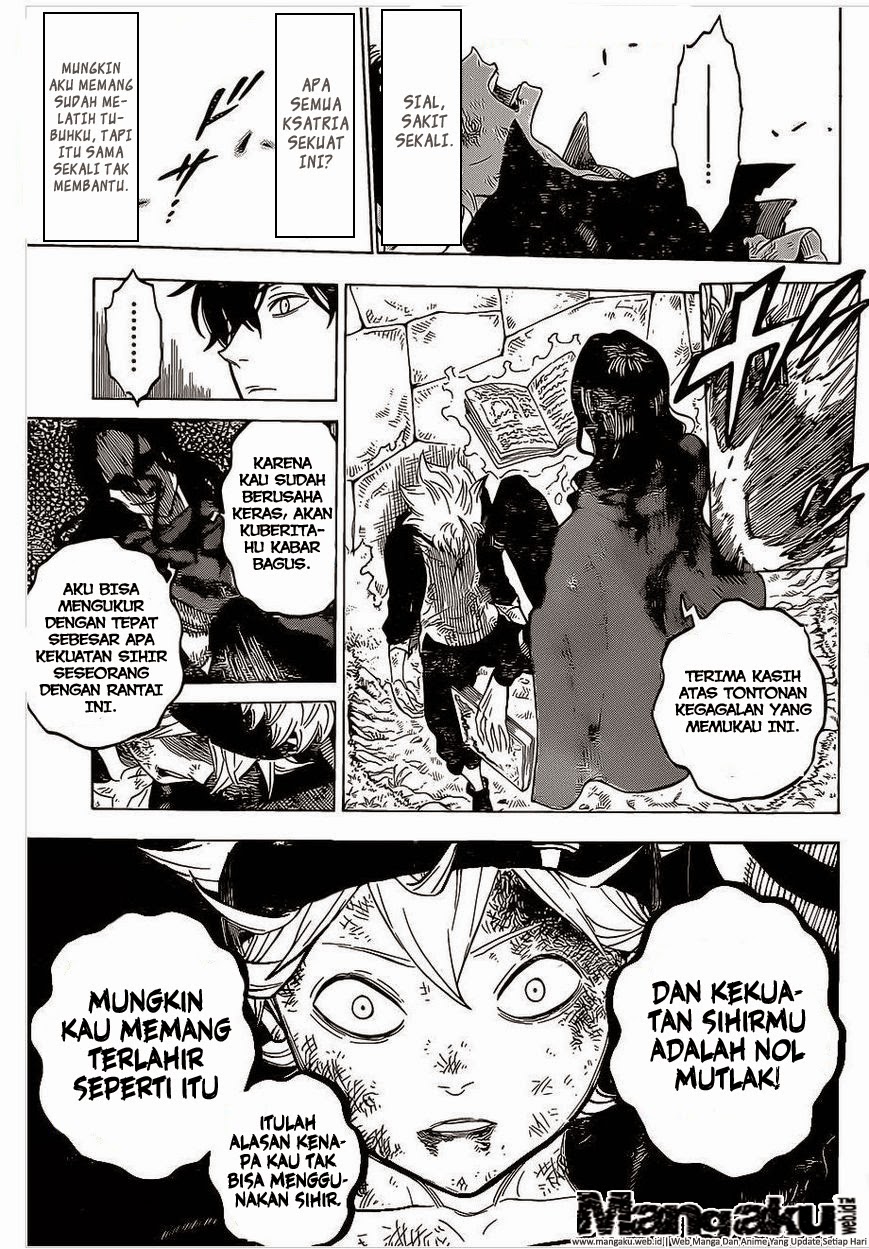 SIAL,
SAKIT
SEKALI.
APA
SEMUA
KSATRIA
SEKUAT
INI?
MUNGKIN
AKU MEMANG
SUDAH ME-
LATIH TU-
BUHKU, TAPI
ITU SAMA
SEKALI TAK
MEMBANTU.
TERIMA KASIH
ATAS TONTONAN
KEGAGALAN YANG
MEMUKAU INI.
KARENA
KAU SUDAH
BERUSAHA
KERAS, AKAN
KUBERITA-
HU KABAR
BAGUS.
AKU BISA
MENGUKUR
DENGAN TEPAT
SEBESAR APA
KEKUATAN SIHIR
SESEORANG
DENGAN RANTAI
INI.
DAN KEKUA-
TAN SIHIRMU
ADALAH NOL
MUTLAK!
MUNGKIN
KAU MEMANG
TERLAHIR
SEPERTI ITU
ITULAH
ALASAN KENA-
PA KAU TAK
BISA MENGGU-
NAKAN SIHIR.
Mangaku
www.mangaku.web.id || Web Manga Dan Anime Yang Update Setiap Hari